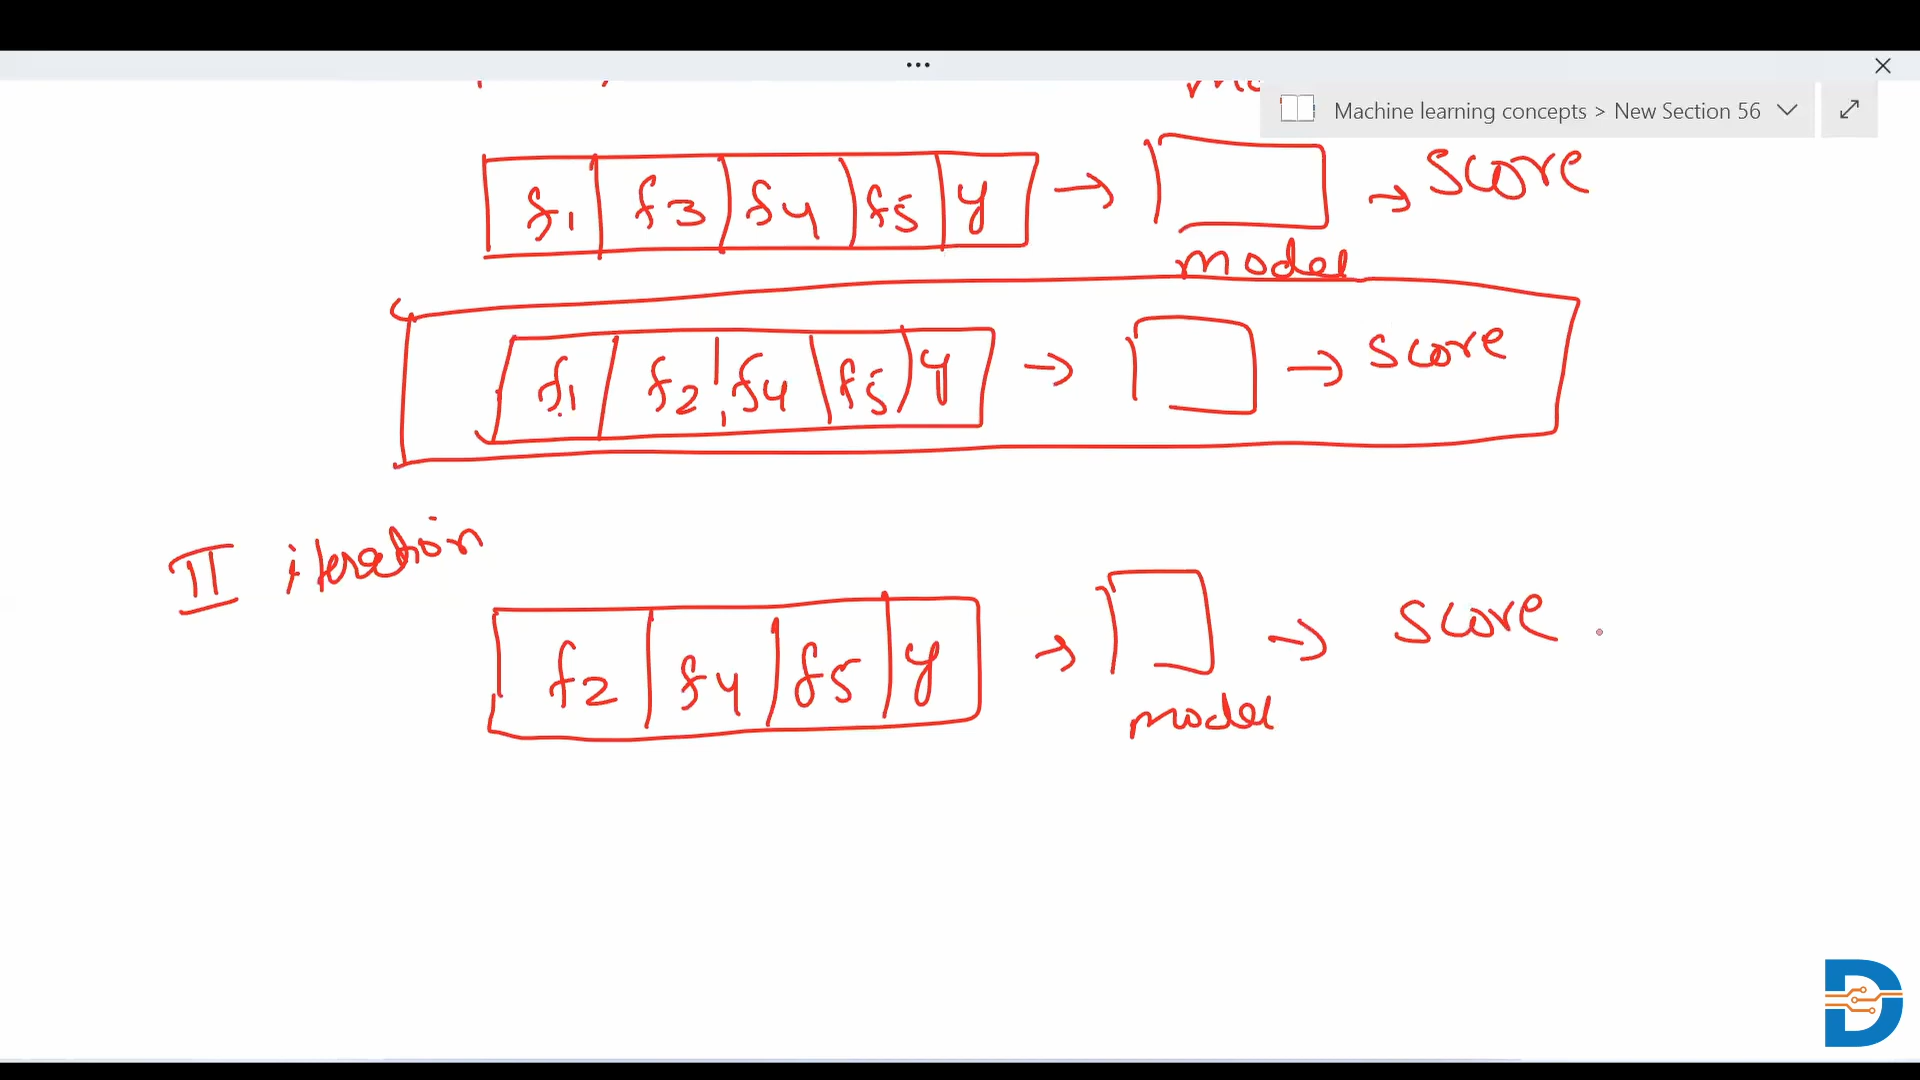 Machine learning concepts > New Section 56
f1 f3 f4 f5 y → → score
model
f1 f2 f4 f5 y → → score
II iteration
f2 f4 f5 y → → score
model